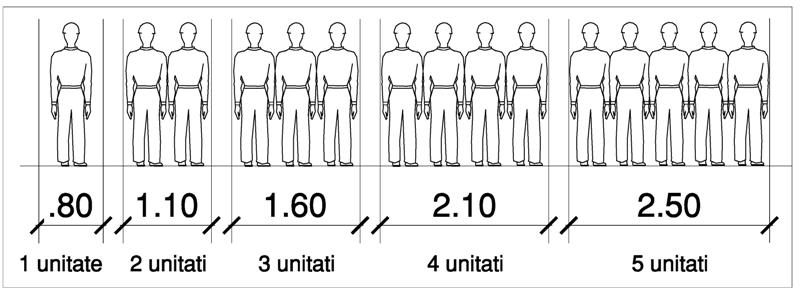 .80 1.10 1.60 2.10 2.50
1 unitate 2 unitati 3 unitati 4 unitati 5 unitati